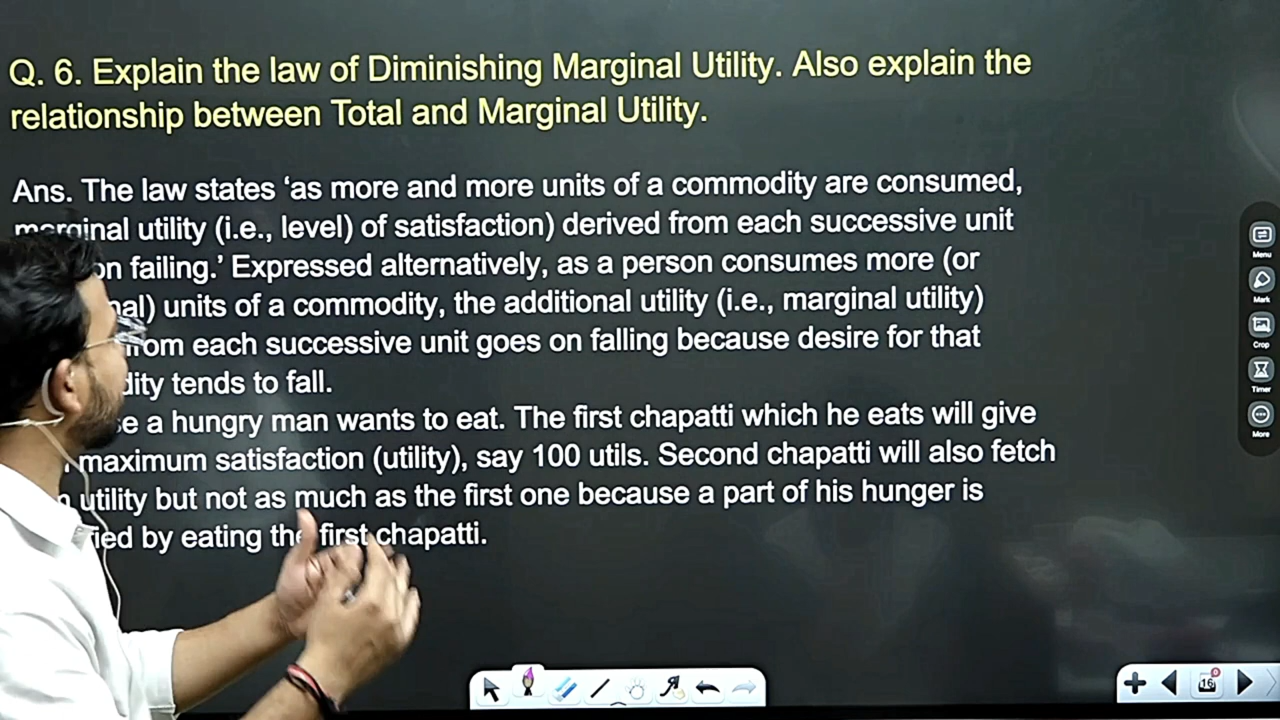 Q. 6. Explain the law of Diminishing Marginal Utility. Also explain the
relationship between Total and Marginal Utility.
Ans. The law states ‘as more and more units of a commodity are consumed,
marginal utility (i.e., level) of satisfaction) derived from each successive unit
on failing.’ Expressed alternatively, as a person consumes more (or
units of a commodity, the additional utility (i.e., marginal utility)
from each successive unit goes on falling because desire for that
tends to fall.
a hungry man wants to eat. The first chapatti which he eats will give
maximum satisfaction (utility), say 100 utils. Second chapatti will also fetch
utility but not as much as the first one because a part of his hunger is
by eating the first chapatti.
Menu
Mark
Crop
Timer
More
16